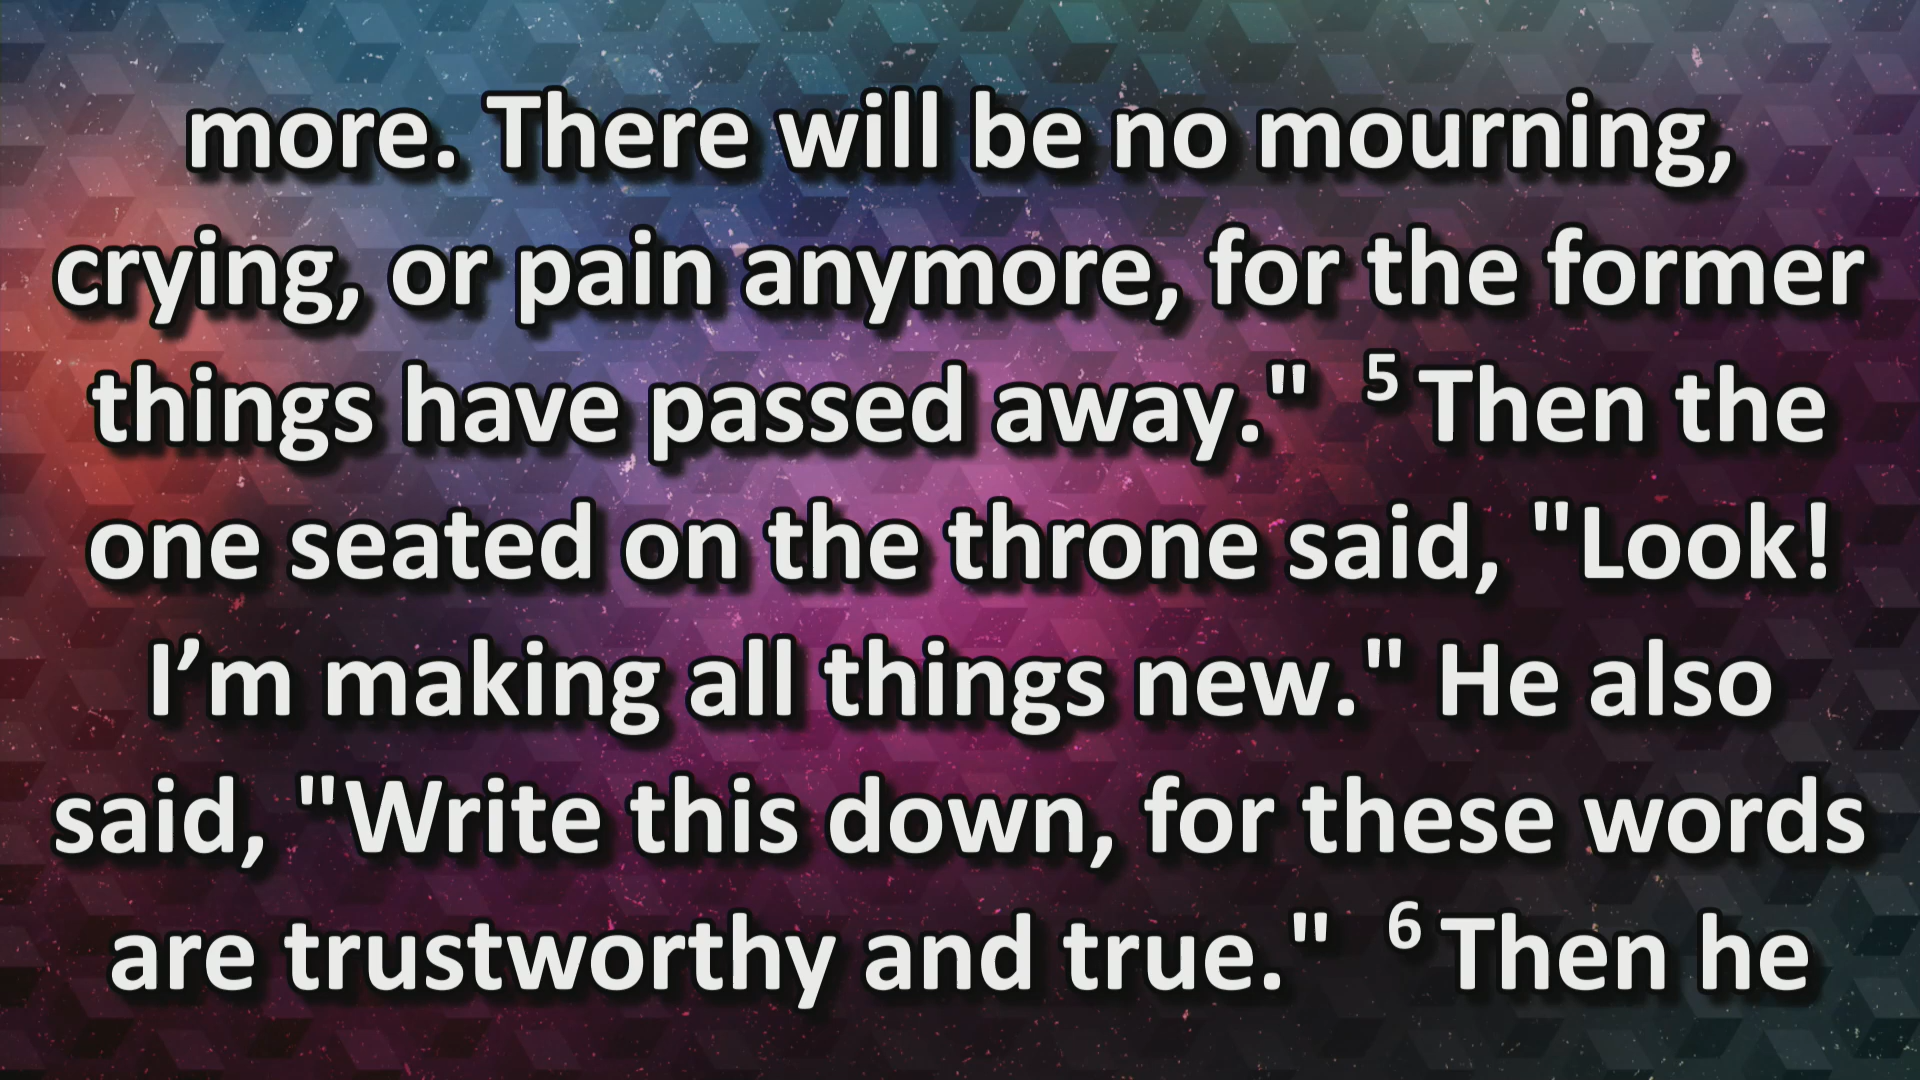 more. There will be no mourning,
crying, or pain anymore, for the former
things have passed away." ⁵ Then the
one seated on the throne said, "Look!
I’m making all things new." He also
said, "Write this down, for these words
are trustworthy and true." ⁶ Then he